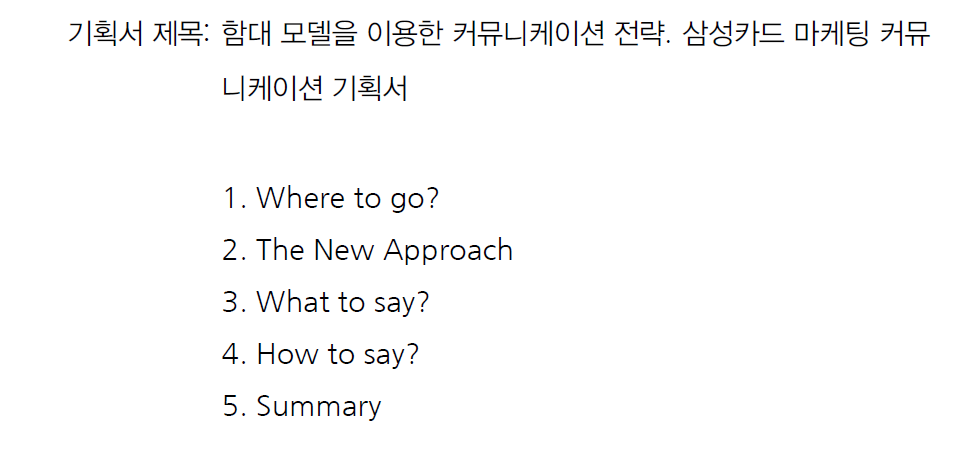 기획서 제목: 함대 모델을 이용한 커뮤니케이션 전략. 삼성카드 마케팅 커뮤
니케이션 기획서
1. Where to go?
2. The New Approach
3. What to say?
4. How to say?
5. Summary